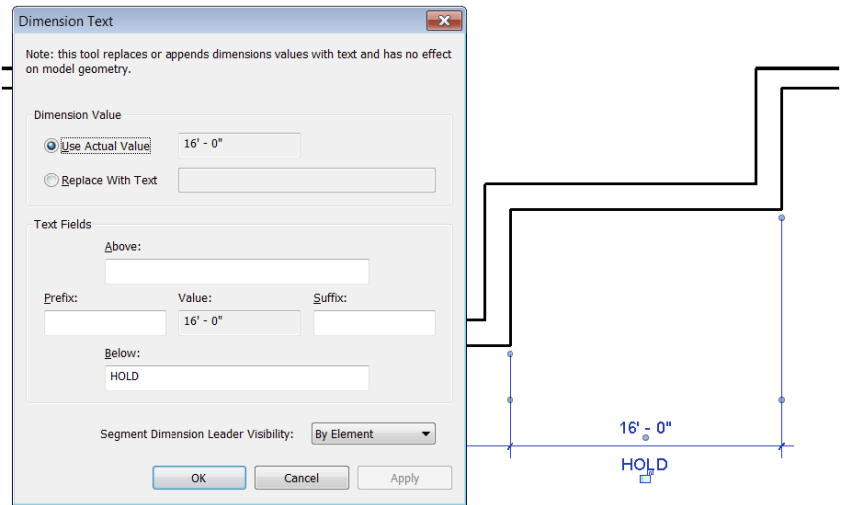 Dimension Text
Note: this tool replaces or appends dimensions values with text and has no effect
on model geometry.
Dimension Value
Use Actual Value 16' - 0"
Replace With Text
Text Fields
Above:
Prefix: Value: Suffix:
16' - 0"
Below:
HOLD
Segment Dimension Leader Visibility: By Element
OK Cancel Apply
16' - 0"
HOLD